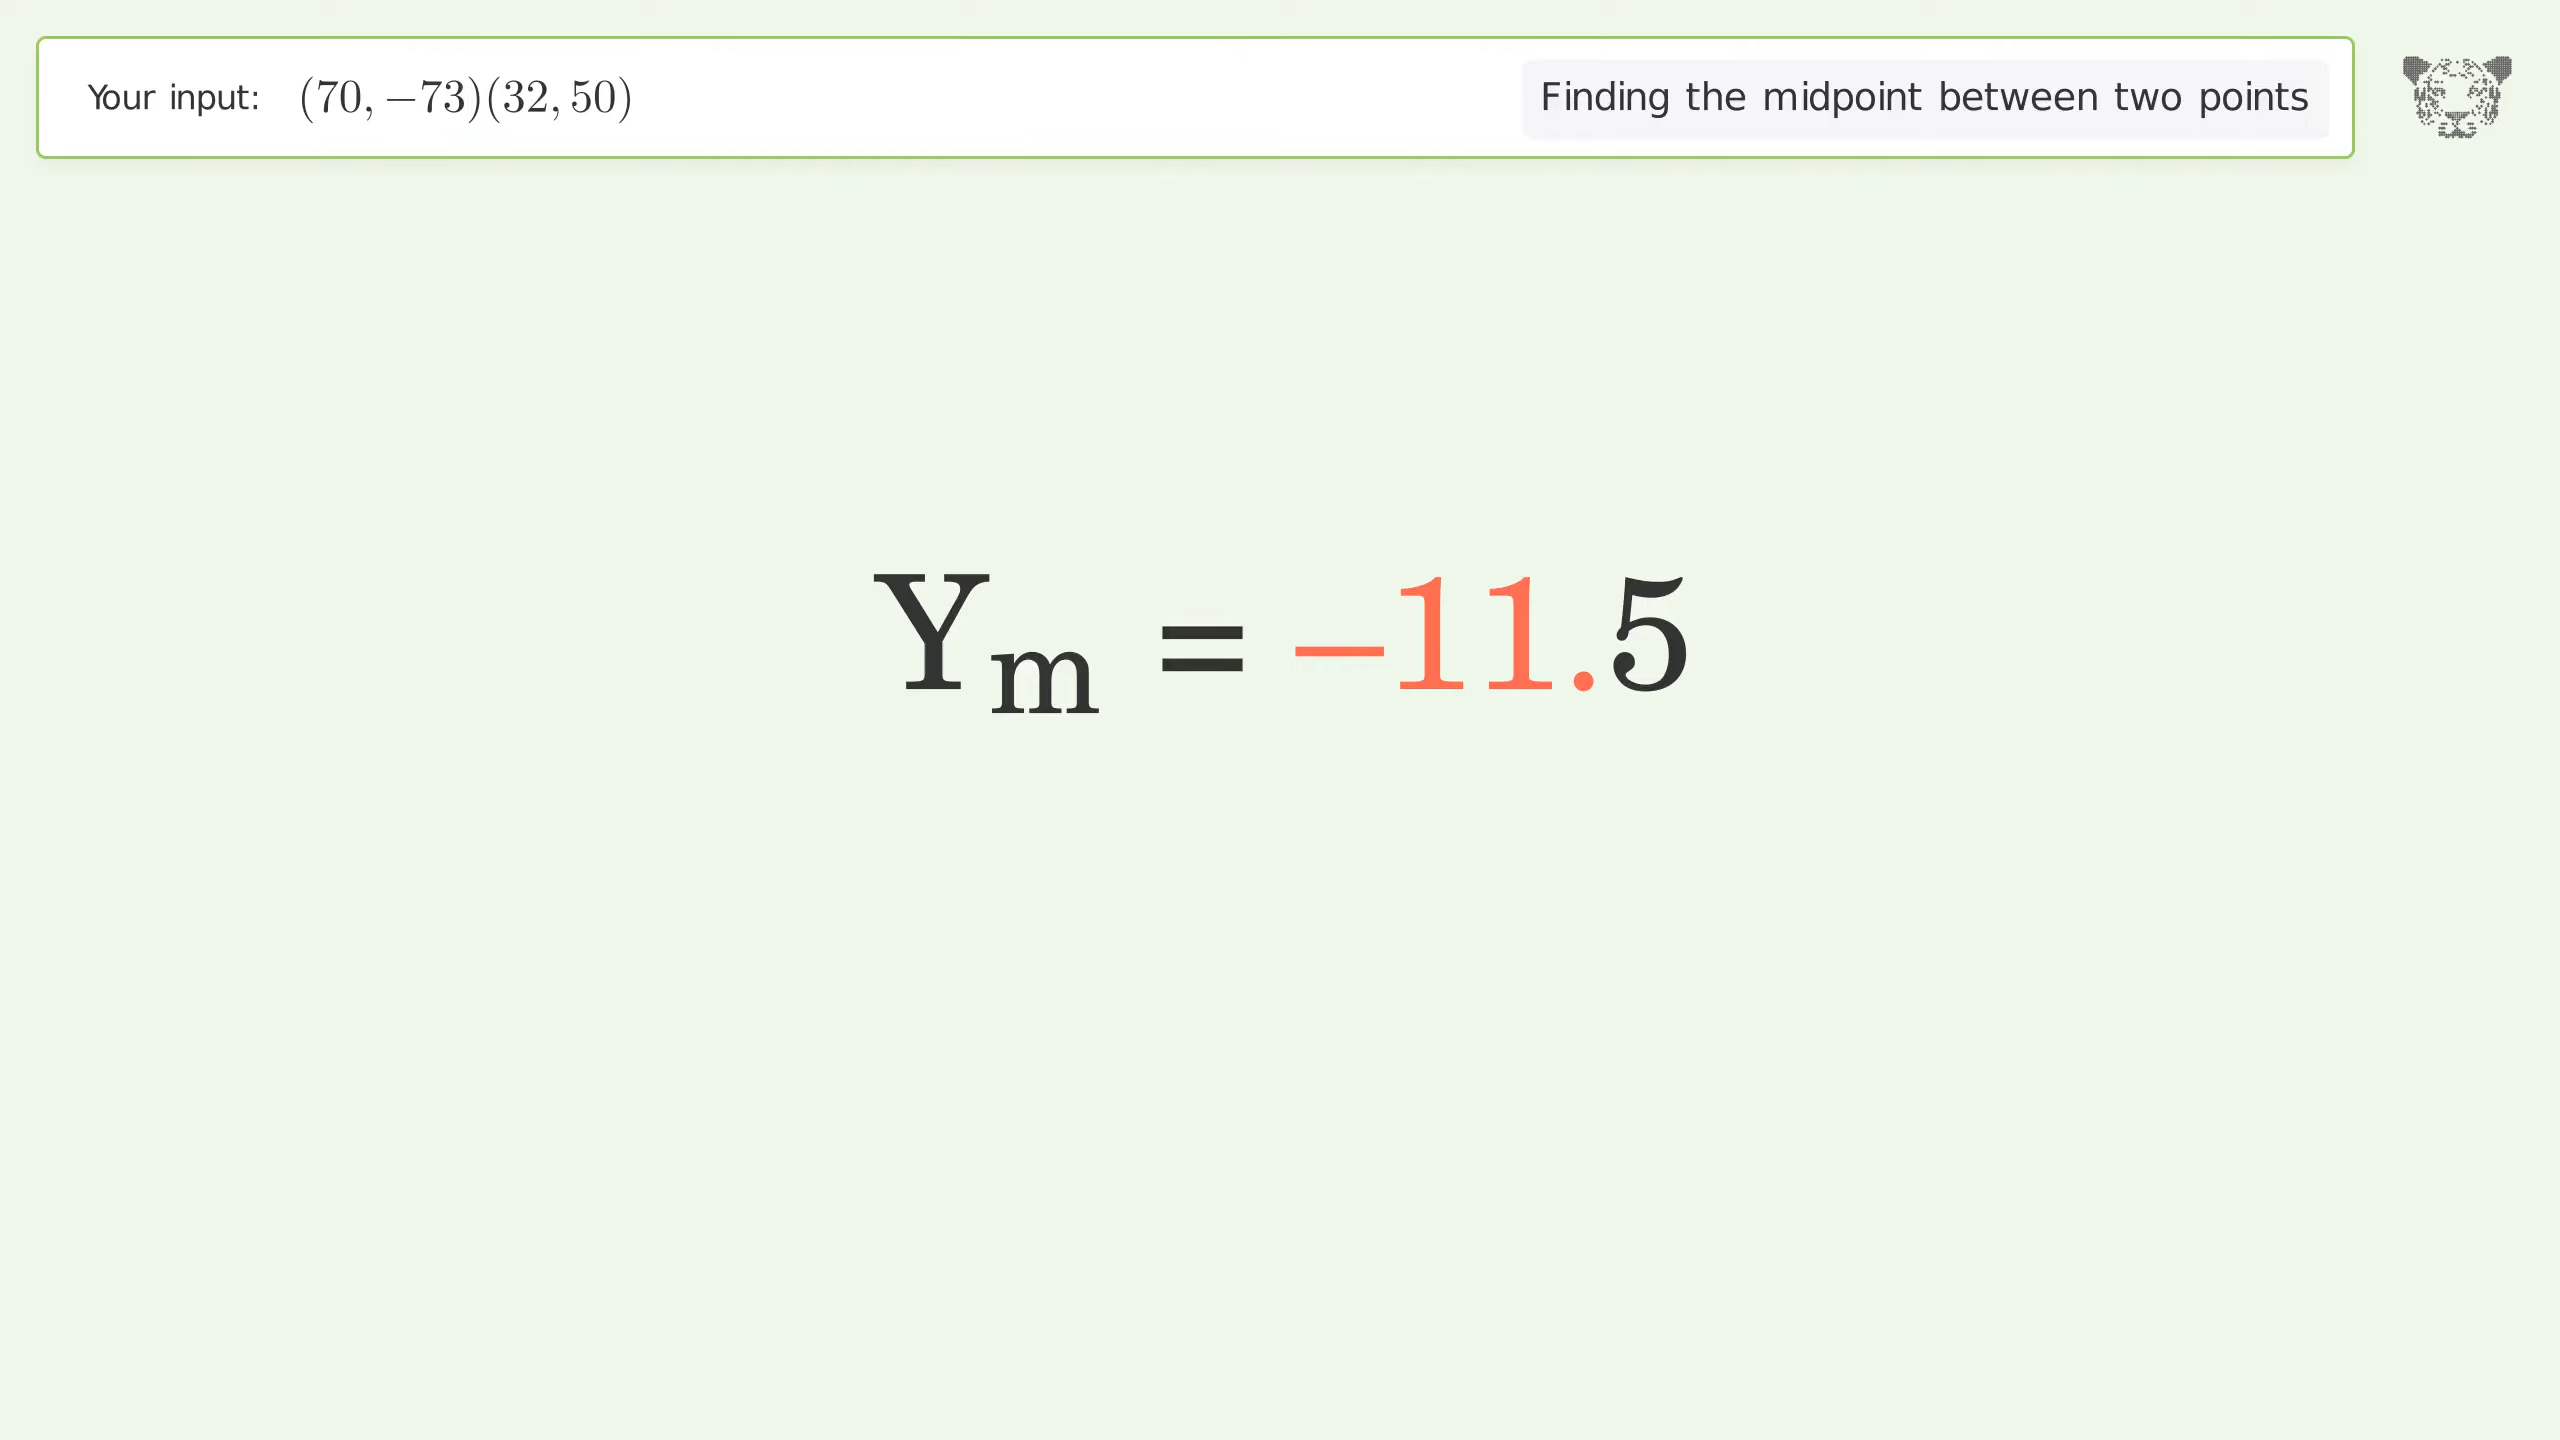 Your input: (70, −73)(32, 50)
Finding the midpoint between two points
Yₘ = −11.5